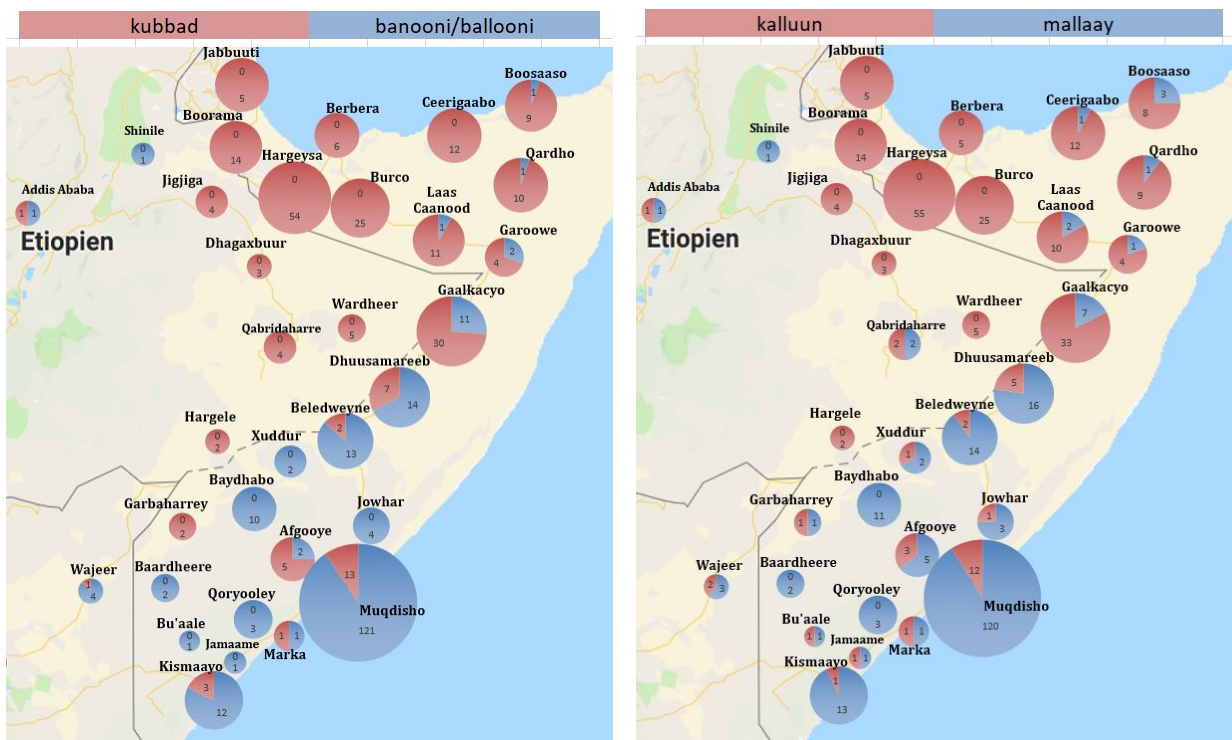 kubbad banooni/ballooni
Jabbuuti
0
5
Boosaaso
1
9
Berbera
0
6
Ceerigaabo
0
12
Boorama
0
14
Shinile
0
1
Hargeysa
0
54
Qardho
1
10
Jigjiga
0
4
Burco
0
25
Addis Ababa
1 1
Laas
Caanood
1
11
Etiopien
Garoowe
2
4
Dhagaxbuur
0
3
Gaalkacyo
11
30
Wardheer
0
5
Qabridaharre
0
4
Dhuusamareeb
7
14
Beledweyne
2
13
Hargele
0
2
Xuddur
0
2
Baydhabo
0
10
Garbaharrey
0
2
Jowhar
0
4
Afgooye
2
5
Wajeer
1
4
Baardheere
0
2
Muqdisho
13
121
Qoryooley
0
3
Bu'aale
0
1
Marka
1 1
Jamaame
0
1
Kismaayo
3
12
kalluun mallaay
Jabbuuti
0
5
Boosaaso
3
8
Berbera
0
5
Ceerigaabo
1
12
Boorama
0
14
Shinile
0
1
Hargeysa
0
55
Qardho
1
9
Jigjiga
0
4
Burco
0
25
Addis Ababa
1 1
Laas
Caanood
2
10
Etiopien
Garoowe
1
4
Dhagaxbuur
0
3
Gaalkacyo
7
33
Wardheer
0
5
Qabridaharre
2 2
Dhuusamareeb
5
16
Beledweyne
2
14
Hargele
0
2
Xuddur
1
2
Baydhabo
0
11
Garbaharrey
1 1
Jowhar
1
3
Afgooye
3
5
Wajeer
2
3
Baardheere
0
2
Muqdisho
12
120
Qoryooley
0
3
Bu'aale
1 1
Marka
1 1
Jamaame
1 1
Kismaayo
1
13